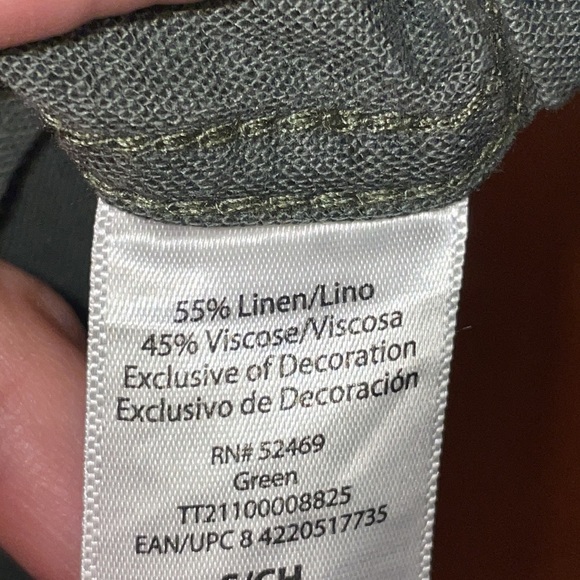 55% Linen/Lino
45% Viscose/Viscosa
Exclusive of Decoration
Exclusivo de Decoración
RN# 52469
Green
TT21100008825
EAN/UPC 8 4220517735
S/CH